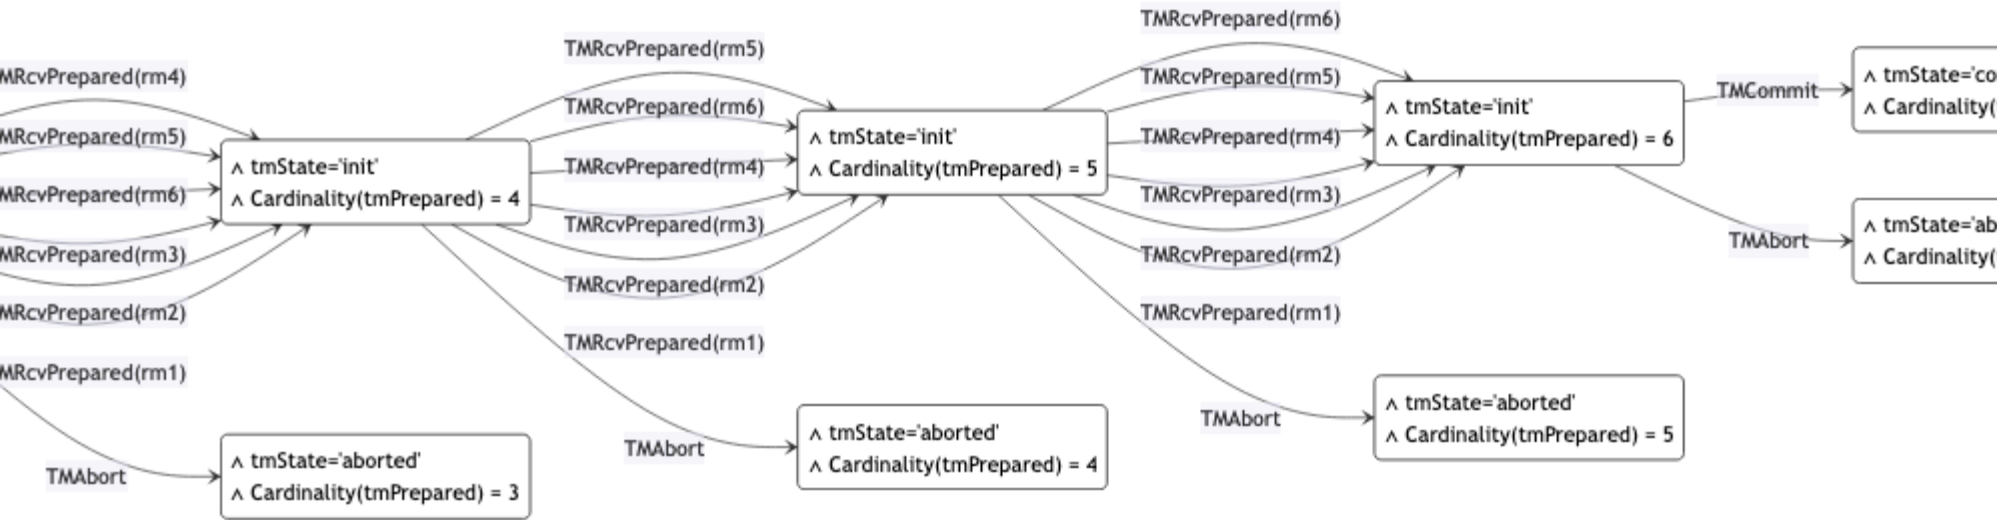 MRcvPrepared(rm4)
MRcvPrepared(rm5)
MRcvPrepared(rm6)
MRcvPrepared(rm3)
MRcvPrepared(rm2)
MRcvPrepared(rm1)
TMAbort
∧ tmState='init'
∧ Cardinality(tmPrepared) = 4
∧ tmState='aborted'
∧ Cardinality(tmPrepared) = 3
TMRcvPrepared(rm5)
TMRcvPrepared(rm6)
TMRcvPrepared(rm4)
TMRcvPrepared(rm3)
TMRcvPrepared(rm2)
TMRcvPrepared(rm1)
TMAbort
∧ tmState='init'
∧ Cardinality(tmPrepared) = 5
∧ tmState='aborted'
∧ Cardinality(tmPrepared) = 4
TMRcvPrepared(rm6)
TMRcvPrepared(rm5)
TMRcvPrepared(rm4)
TMRcvPrepared(rm3)
TMRcvPrepared(rm2)
TMRcvPrepared(rm1)
TMAbort
∧ tmState='init'
∧ Cardinality(tmPrepared) = 6
∧ tmState='aborted'
∧ Cardinality(tmPrepared) = 5
TMCommit
TMAbort
∧ tmState='co
∧ Cardinality(
∧ tmState='ab
∧ Cardinality(